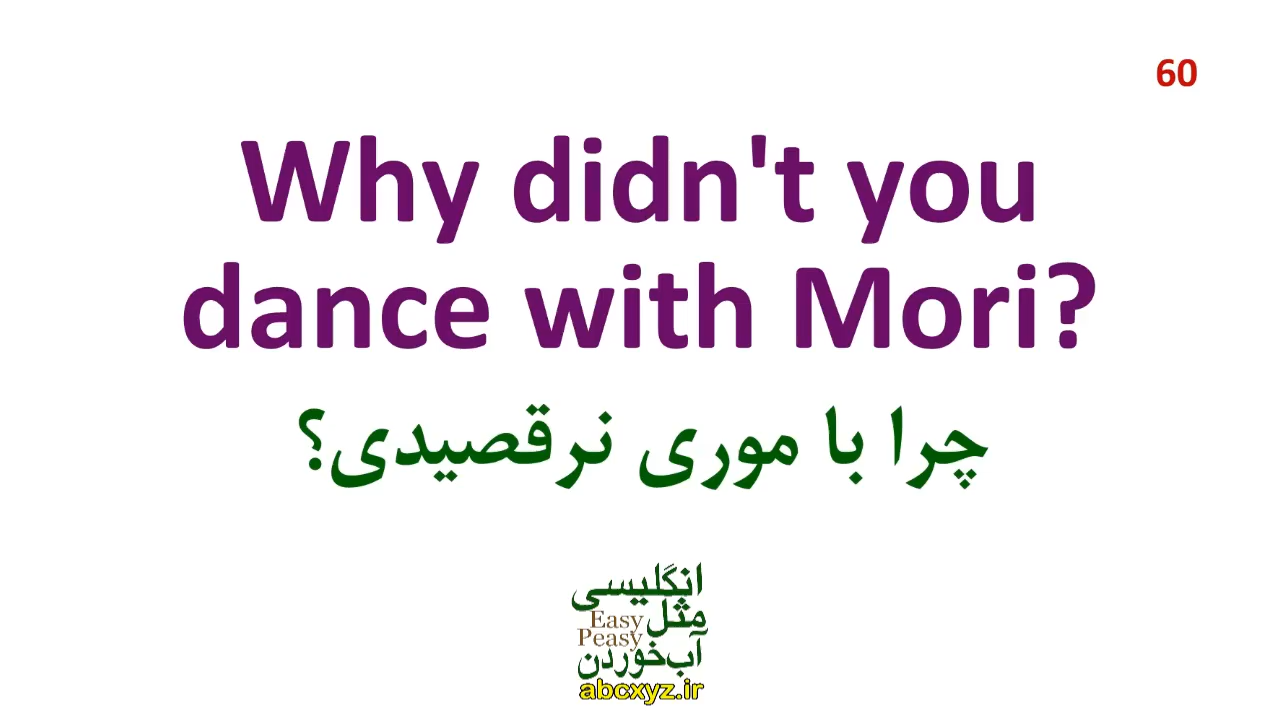 60
Why didn't you
dance with Mori?
چرا با موری نرقصیدی؟
انگلیسی
مثل
Easy
Peasy
آب‌خوردن
abcxyz.ir